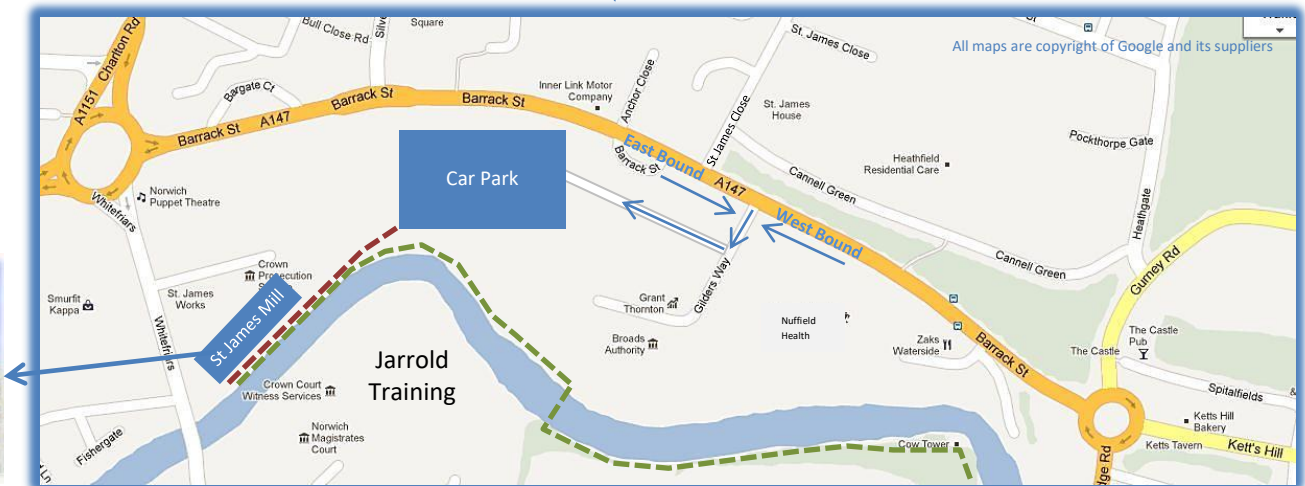 All maps are copyright of Google and its suppliers
A1151
Charlton Rd
Bull Close Rd
Square
Bargate Ct
Barrack St
A147
Barrack St
Barrack St
Inner Link Motor
Company
Anchor Close
Barrack St
St. James Close
St James Close
St. James
House
Pockthorpe Gate
Heathfield
Residential Care
Cannell Green
Cannell Green
Heathgate
Gurney Rd
East Bound
A147
West Bound
Car Park
Whitefriars
Norwich
Puppet Theatre
Crown
St. James
Works
Smurfit
Kappa
Whitefriars
St James Mill
Jarrold
Training
Crown Court
Witness Services
Norwich
Magistrates
Court
Fishergate
Ln
Grant
Thornton
Gilders Way
Broads
Authority
Nuffield
Health
Zaks
Waterside
Barrack St
The Castle
The Castle
Pub
Spitalfields
Ketts Hill
Bakery
Ketts Tavern
Kett's Hill
Cow Tower